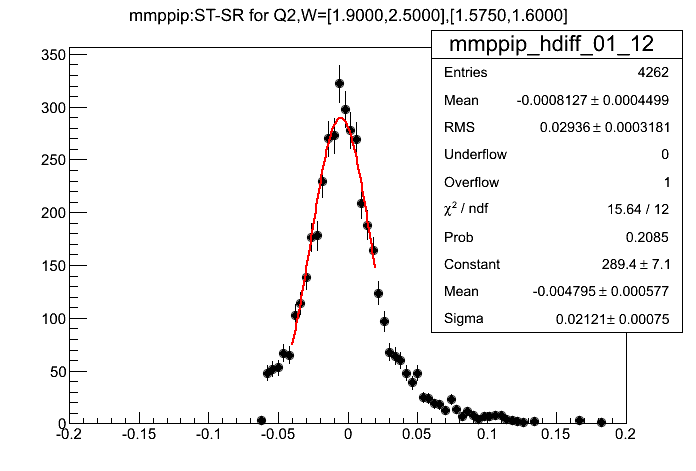 mmppip:ST-SR for Q2,W=[1.9000,2.5000],[1.5750,1.6000]
mmppip_hdiff_01_12
Entries 4262
Mean -0.0008127 ± 0.0004499
RMS 0.02936 ± 0.0003181
Underflow 0
Overflow 1
χ² / ndf 15.64 / 12
Prob 0.2085
Constant 289.4 ± 7.1
Mean -0.004795 ± 0.000577
Sigma 0.02121 ± 0.00075
350
300
250
200
150
100
50
0
-0.2 -0.15 -0.1 -0.05 0 0.05 0.1 0.15 0.2